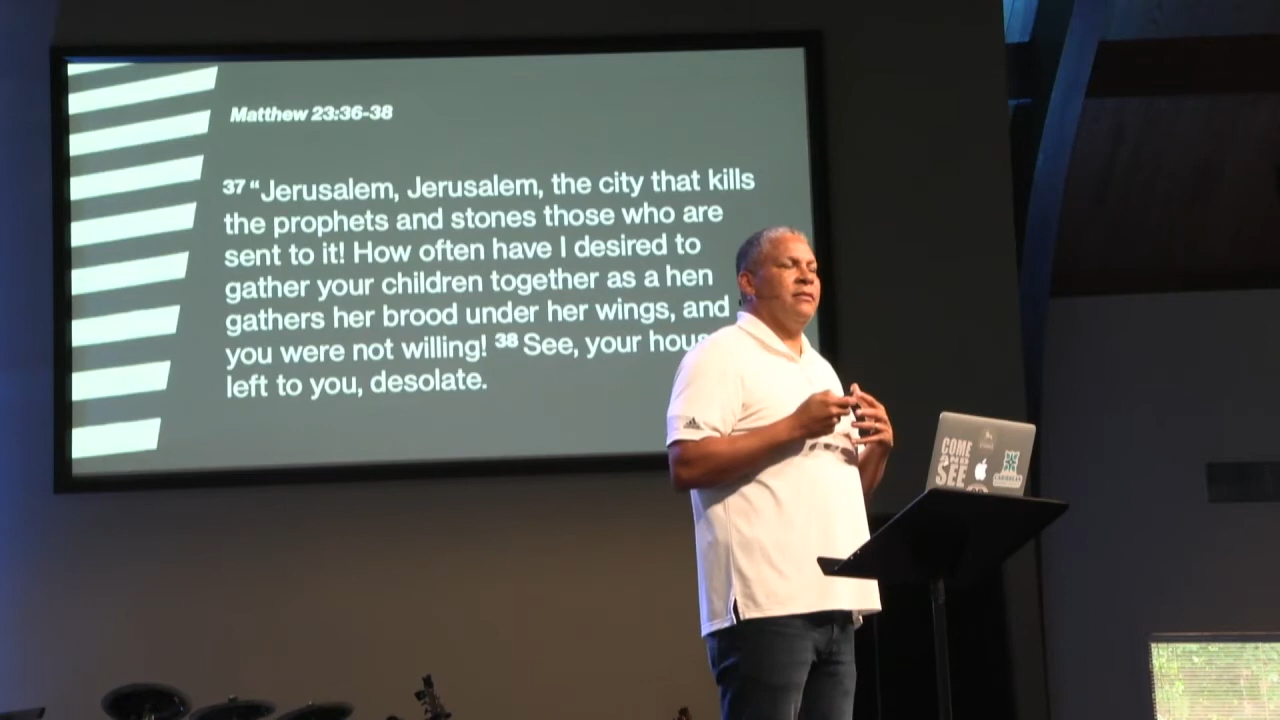 Matthew 23:36-38
37 “Jerusalem, Jerusalem, the city that kills
the prophets and stones those who are
sent to it! How often have I desired to
gather your children together as a hen
gathers her brood under her wings, and
you were not willing! 38 See, your
left to you, desolate.
COME
AND
SEE
CARIBBEAN